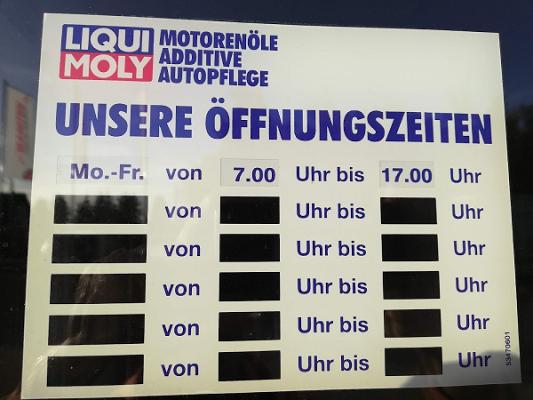 LIQUI MOLY
MOTORENÖLE
ADDITIVE
AUTOPFLEGE
UNSERE ÖFFNUNGSZEITEN
Mo.-Fr. von 7.00 Uhr bis 17.00 Uhr
von Uhr bis Uhr
von Uhr bis Uhr
von Uhr bis Uhr
von Uhr bis Uhr
von Uhr bis Uhr
53470601